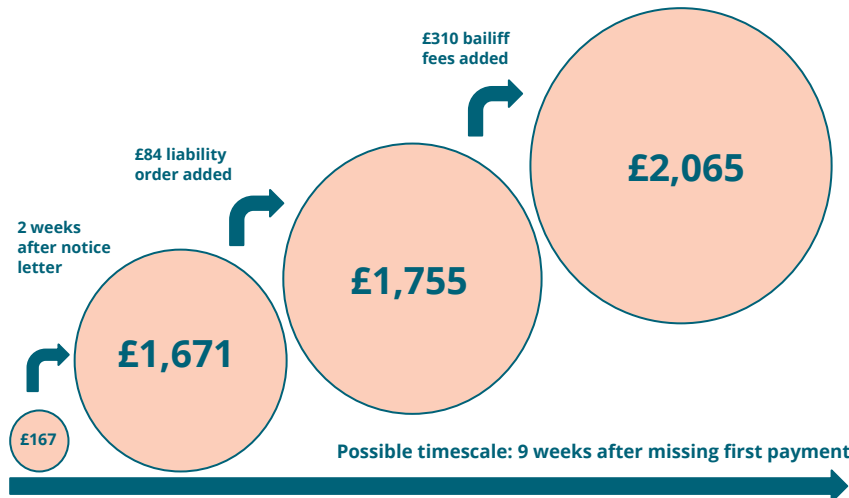 £167
2 weeks
after notice
letter
£1,671
£84 liability
order added
£1,755
£310 bailiff
fees added
£2,065
Possible timescale: 9 weeks after missing first payment